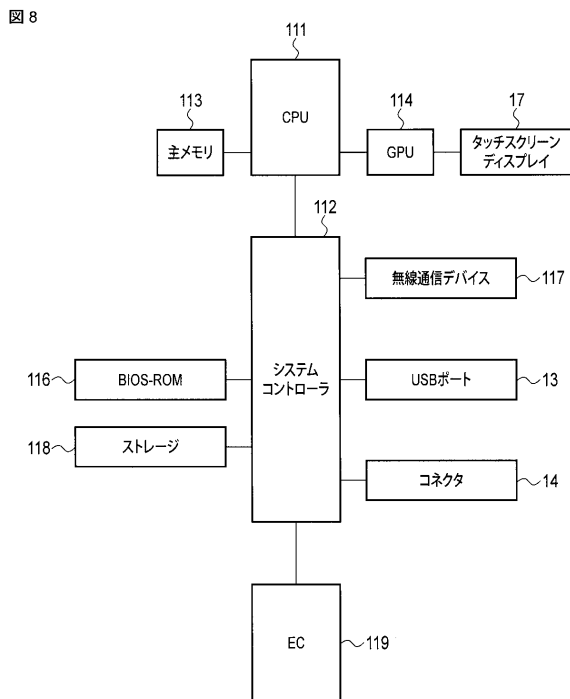 図 8
111
CPU
113
主メモリ
114
GPU
17
タッチスクリーン
ディスプレイ
112
システム
コントローラ
無線通信デバイス
117
116
BIOS-ROM
USBポート
13
118
ストレージ
コネクタ
14
EC
119